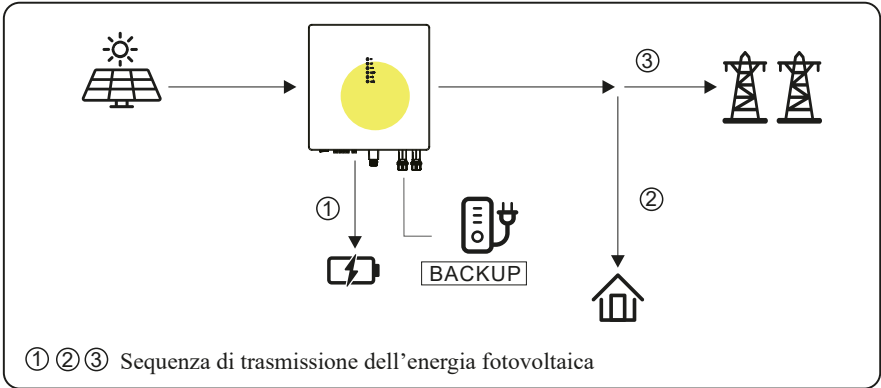 ③
①
②
BACKUP
① ② ③ Sequenza di trasmissione dell’energia fotovoltaica